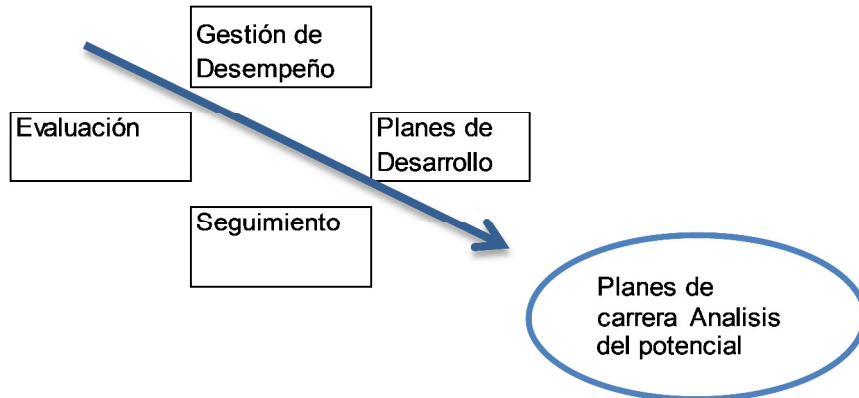 Gestión de
Desempeño
Evaluación
Planes de
Desarrollo
Seguimiento
Planes de
carrera Analisis
del potencial